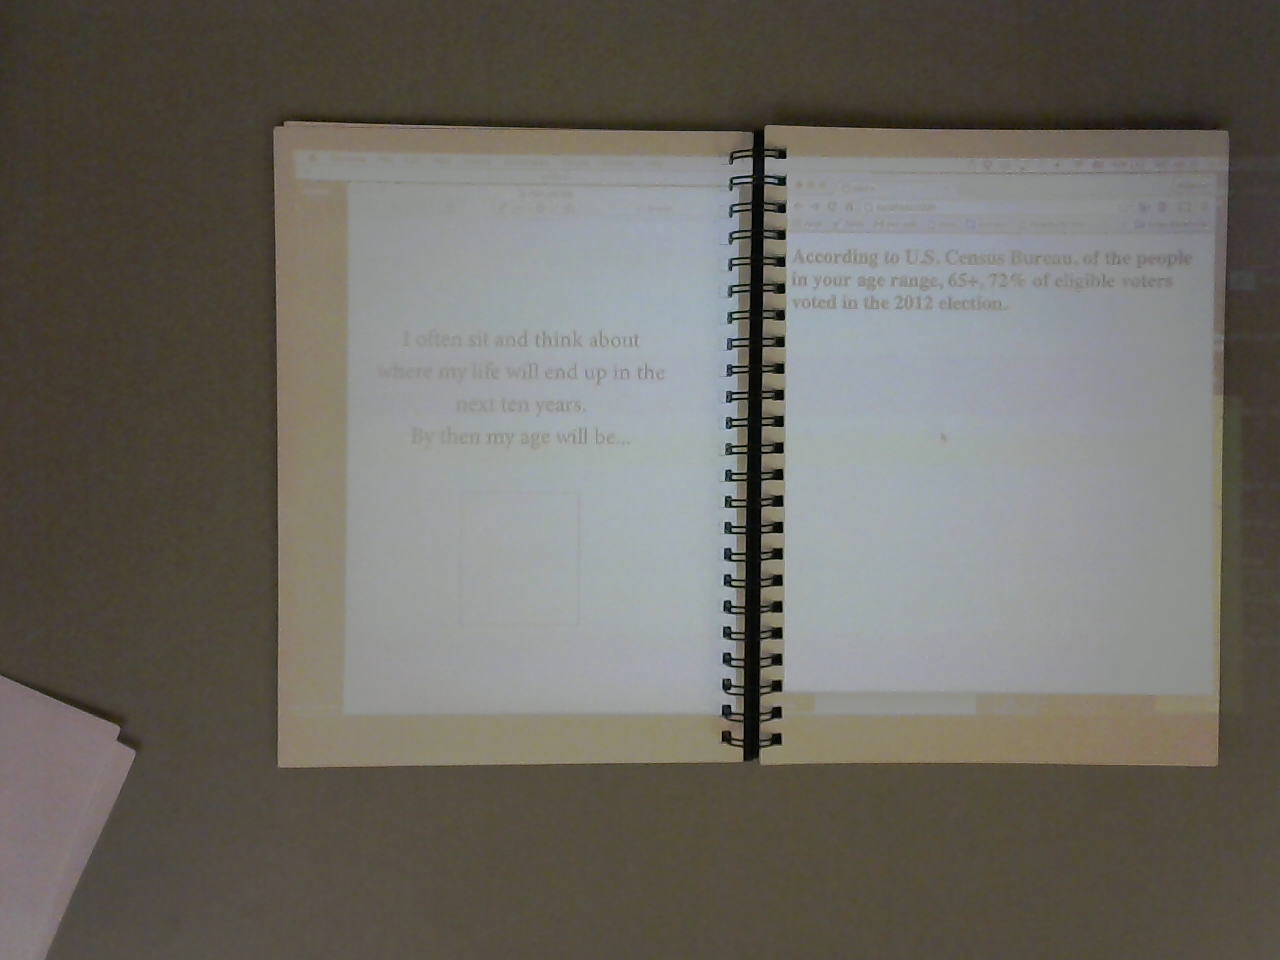 I often sit and think about
where my life will end up in the
next ten years.
By then my age will be...
According to U.S. Census Bureau, of the people
in your age range, 65+, 72% of eligible voters
voted in the 2012 election.